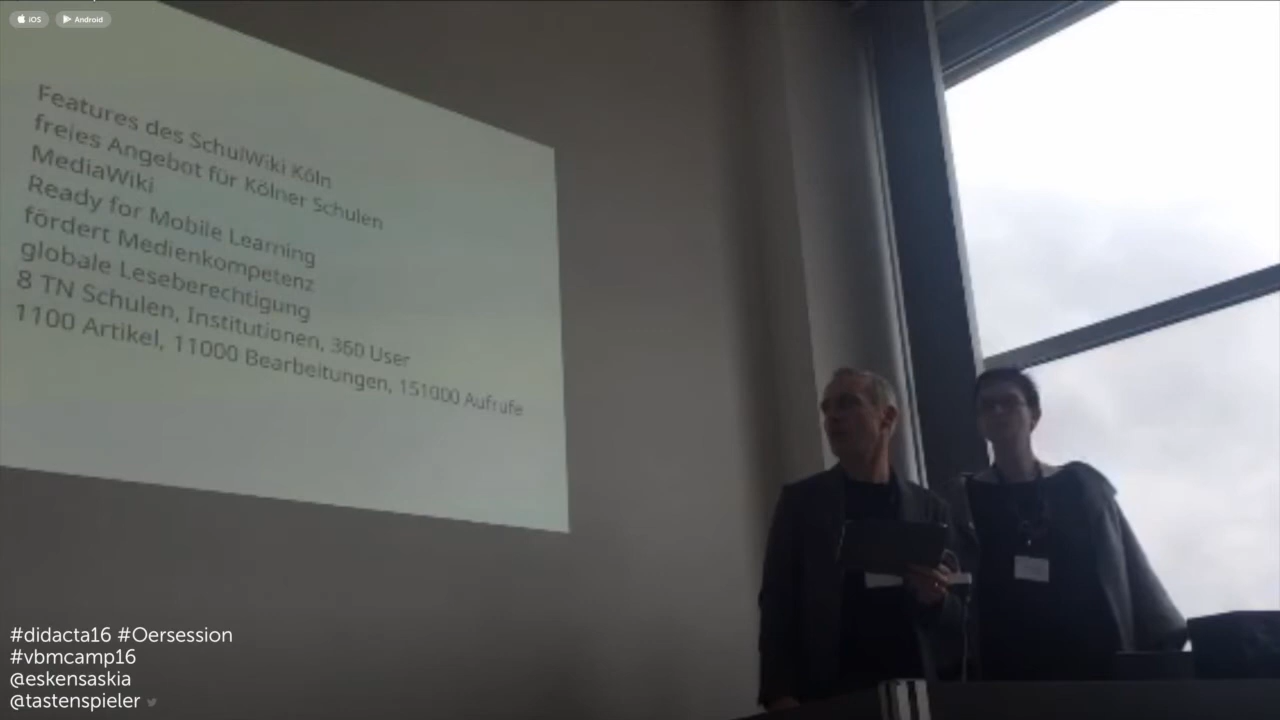 iOS
Android
Features des SchulWiki Köln
freies Angebot für Kölner Schulen
MediaWiki
Ready for Mobile Learning
fördert Medienkompetenz
globale Leseberechtigung
8 TN Schulen, Institutionen, 360 User
1100 Artikel, 11000 Bearbeitungen, 151000 Aufrufe
#didacta16 #Oersession
#vbmcamp16
@eskensaskia
@tastenspieler